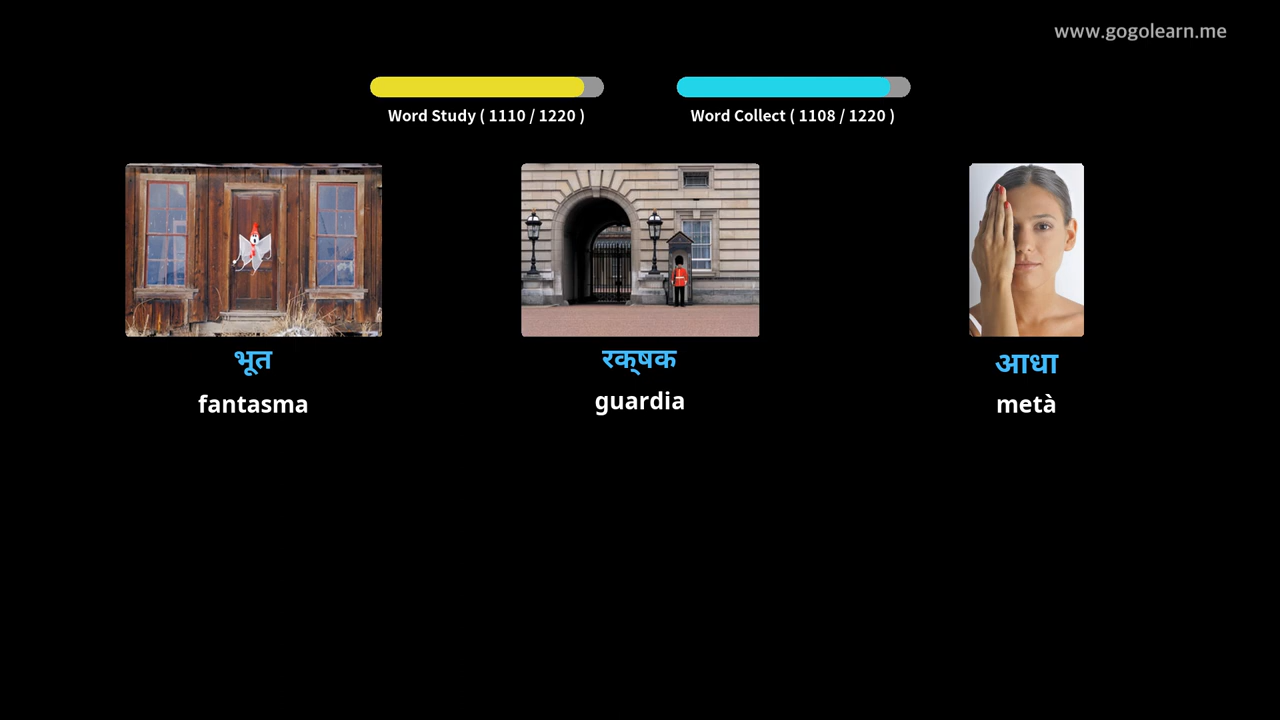 www.gogolearn.me
Word Study ( 1110 / 1220 )
Word Collect ( 1108 / 1220 )
भूत
रक्‌षक
आधा
fantasma
guardia
metà